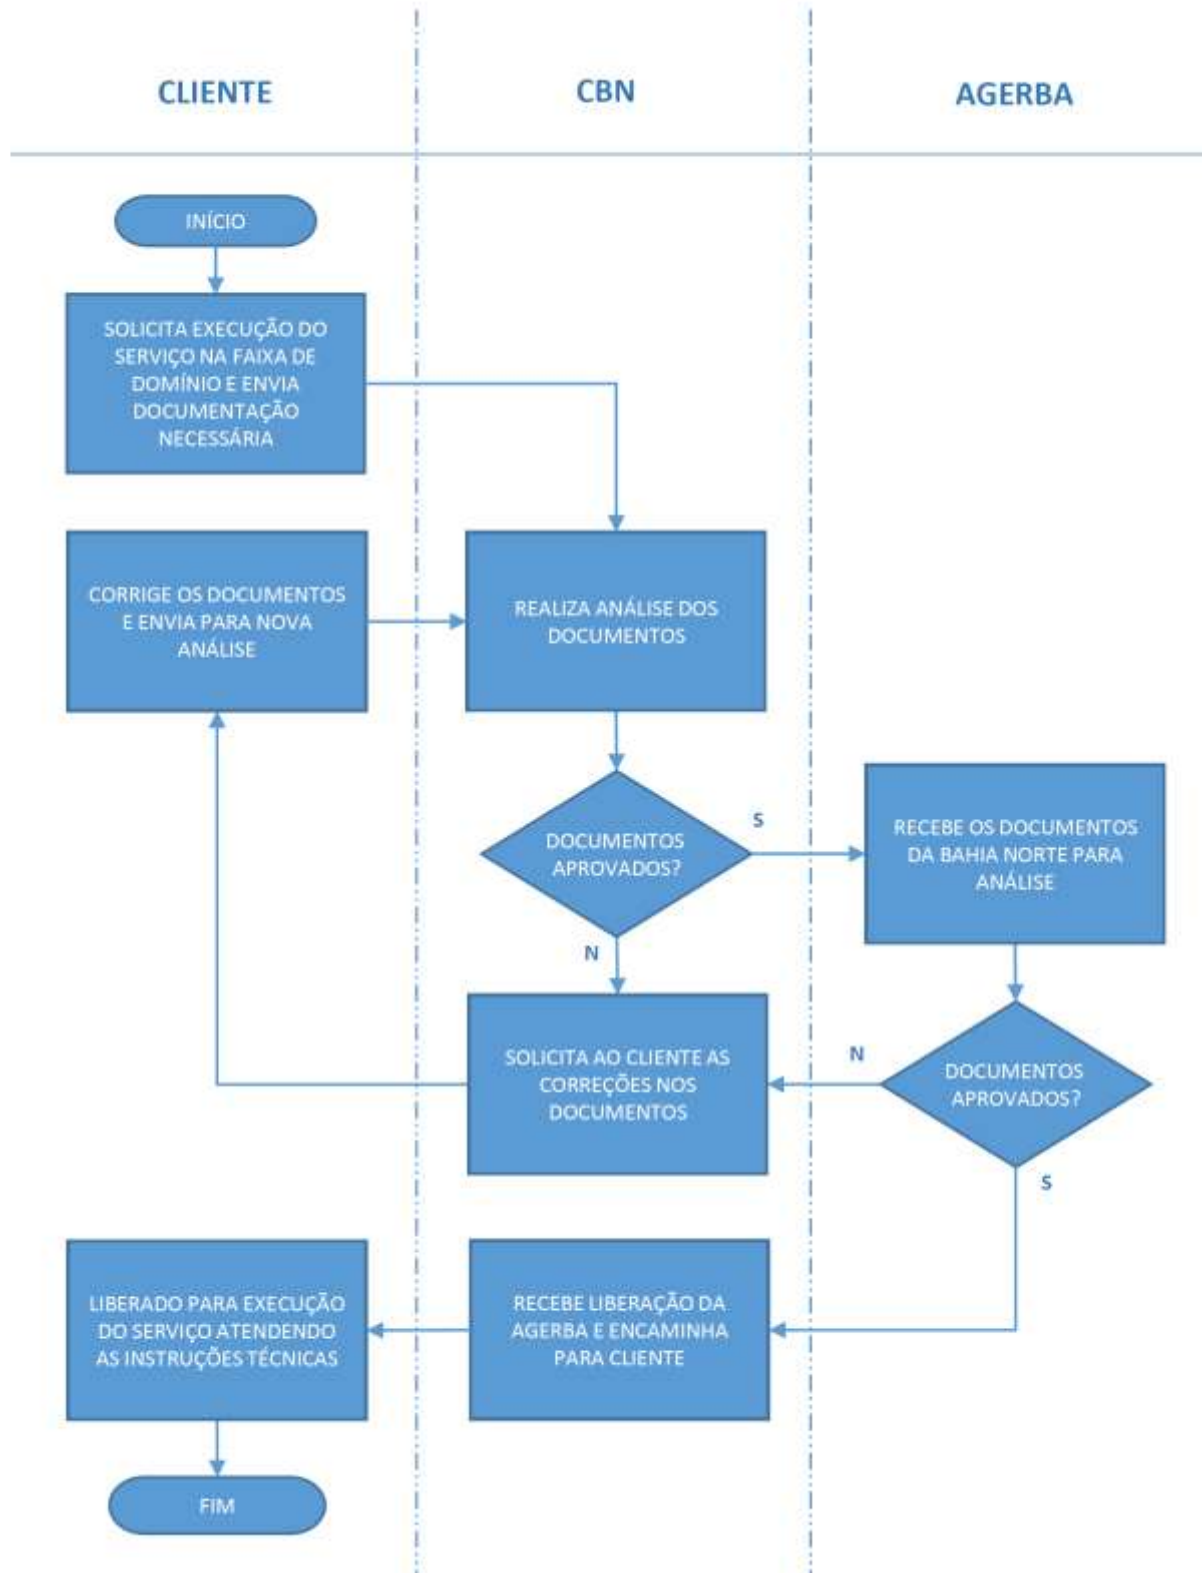 CLIENTE
CBN
AGERBA
INÍCIO
SOLICITA EXECUÇÃO DO
SERVIÇO NA FAIXA DE
DOMÍNIO E ENVIA
DOCUMENTAÇÃO
NECESSÁRIA
CORRIGE OS DOCUMENTOS
E ENVIA PARA NOVA
ANÁLISE
REALIZA ANÁLISE DOS
DOCUMENTOS
DOCUMENTOS
APROVADOS?
S
RECEBE OS DOCUMENTOS
DA BAHIA NORTE PARA
ANÁLISE
N
SOLICITA AO CLIENTE AS
CORREÇÕES NOS
DOCUMENTOS
N
DOCUMENTOS
APROVADOS?
S
LIBERADO PARA EXECUÇÃO
DO SERVIÇO ATENDENDO
AS INSTRUÇÕES TÉCNICAS
RECEBE LIBERAÇÃO DA
AGERBA E ENCAMINHA
PARA CLIENTE
FIM